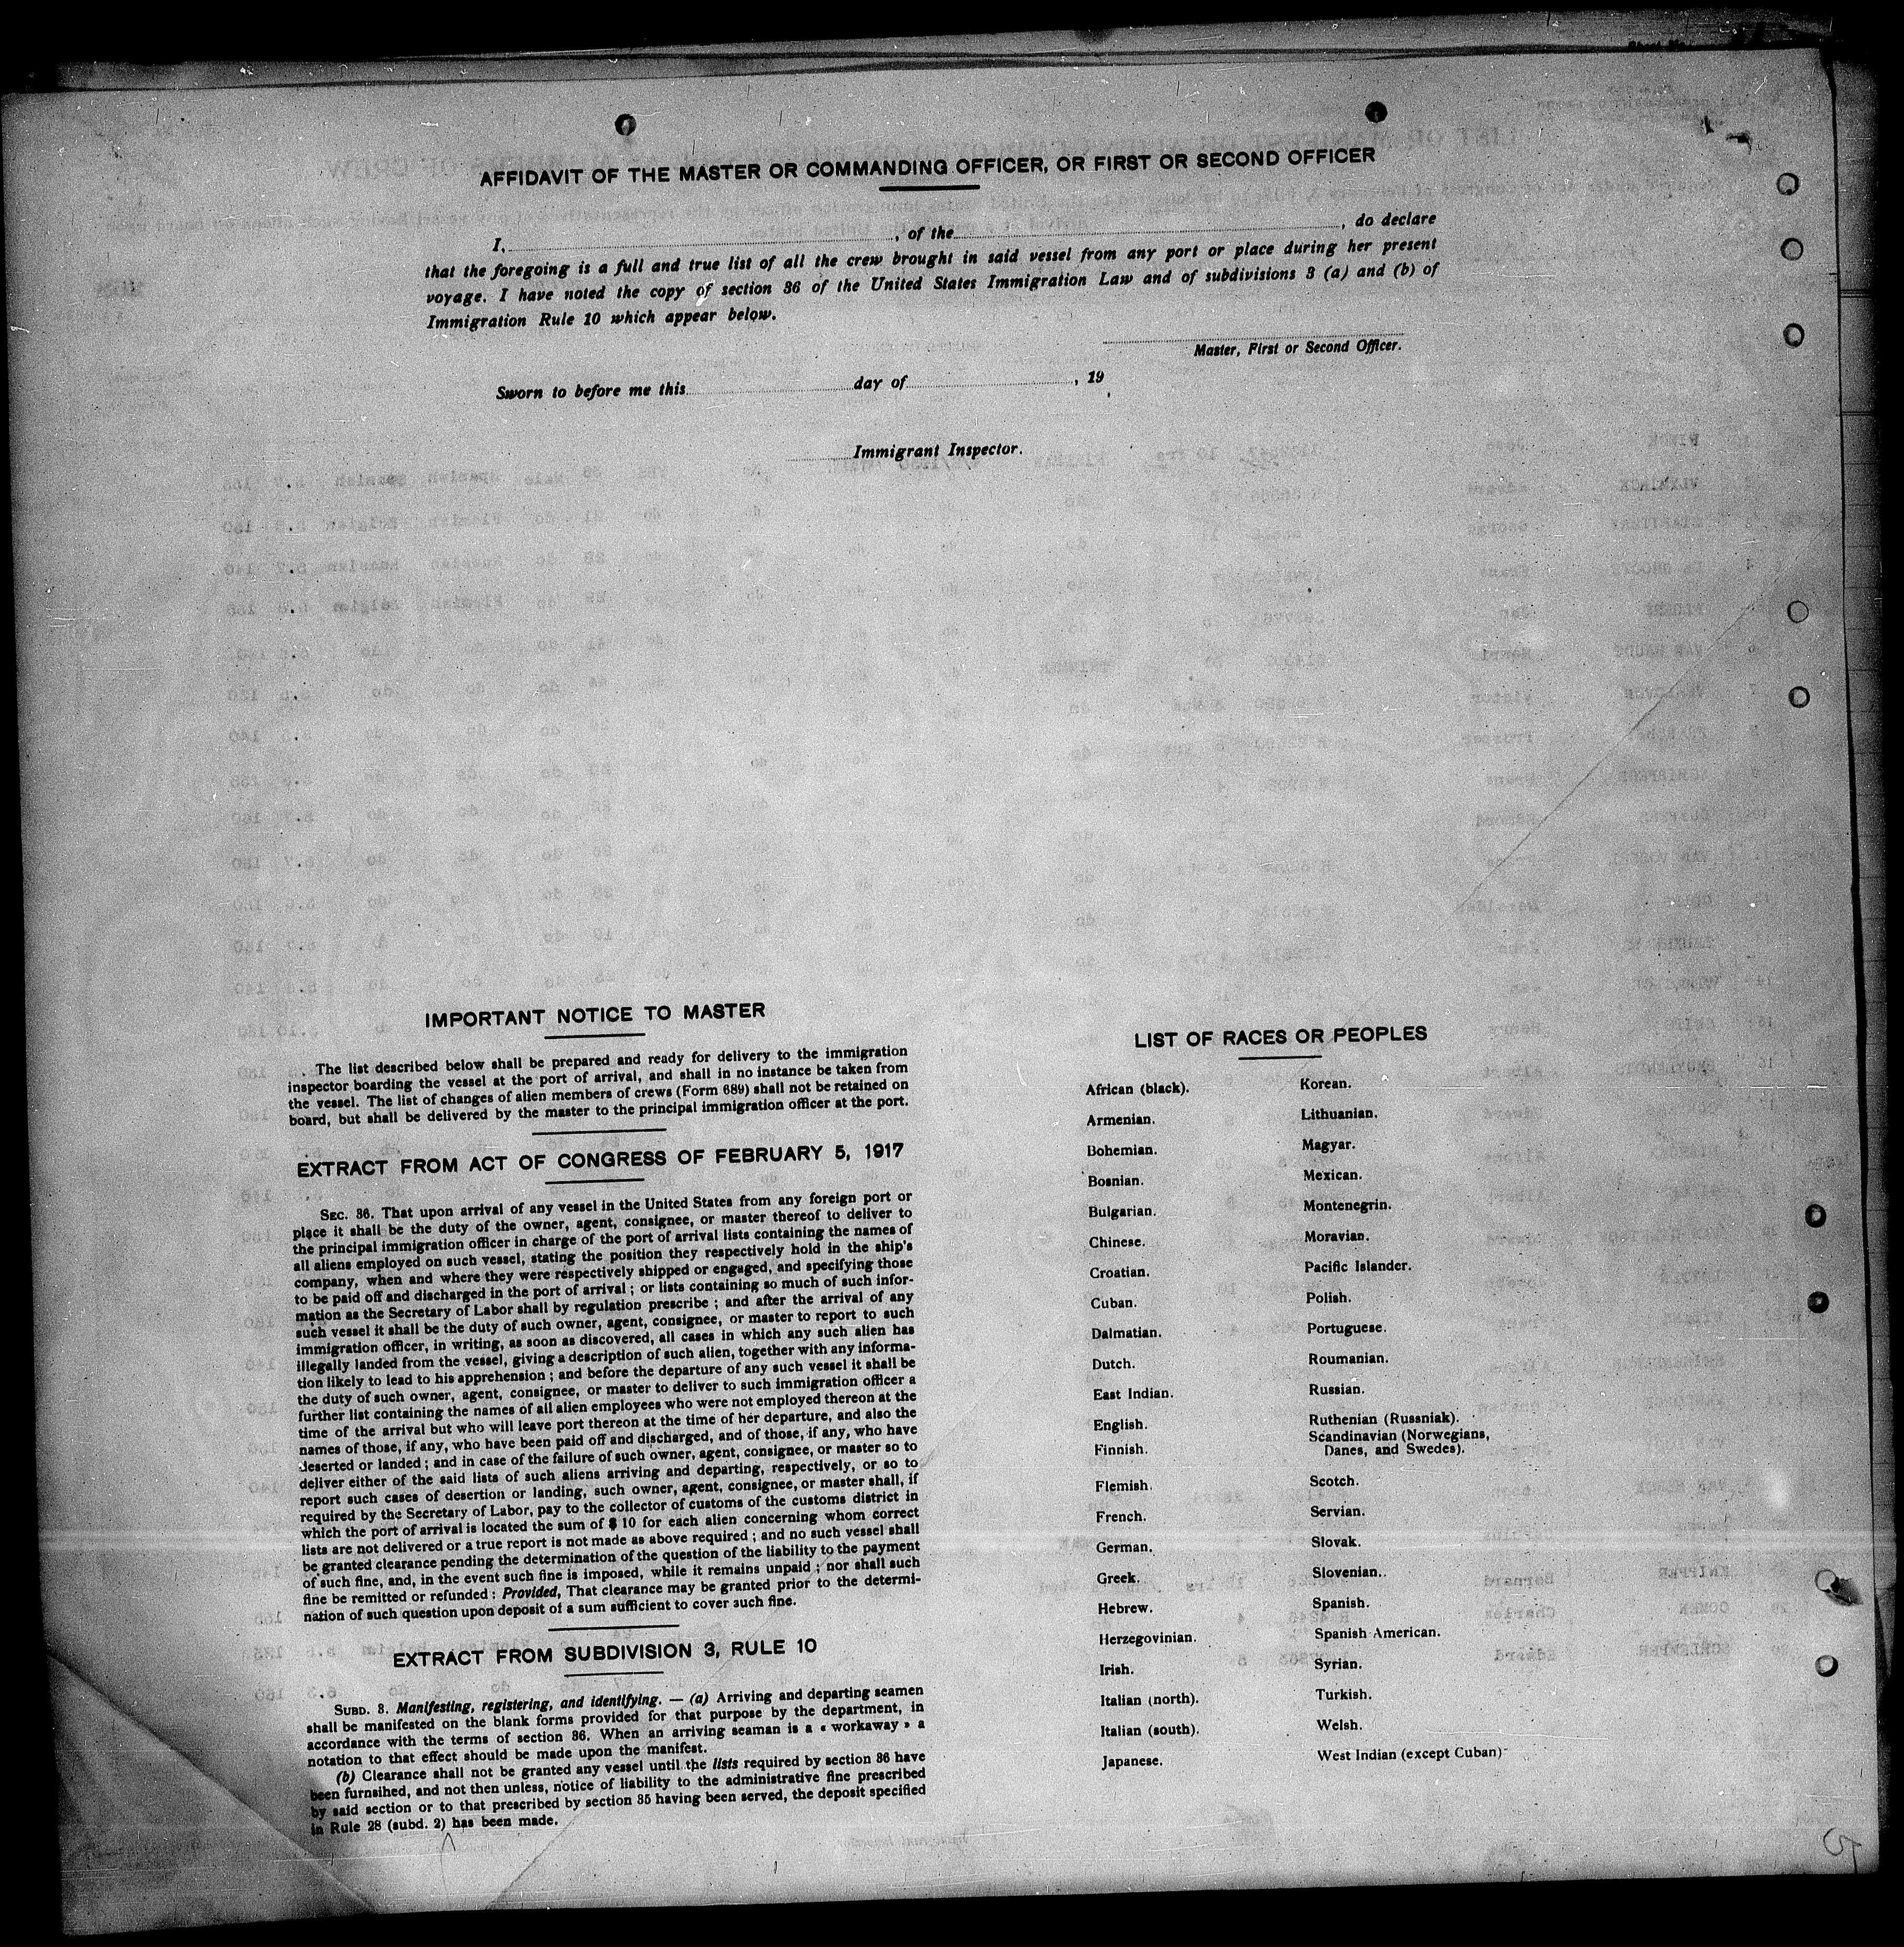 AFFIDAVIT OF THE MASTER OR COMMANDING OFFICER, OR FIRST OR SECOND OFFICER
I, , of the , do declare
that the foregoing is a full and true list of all the crew brought in said vessel from any port or place during her present
voyage. I have noted the copy of section 36 of the United States Immigration Law and of subdivisions 3 (a) and (b) of
Immigration Rule 10 which appear below.
Master, First or Second Officer.
Sworn to before me this day of , 19
Immigrant Inspector.
IMPORTANT NOTICE TO MASTER
The list described below shall be prepared and ready for delivery to the immigration
inspector boarding the vessel at the port of arrival, and shall in no instance be taken from
the vessel. The list of changes of alien members of crews (Form 689) shall not be retained on
board, but shall be delivered by the master to the principal immigration officer at the port.
EXTRACT FROM ACT OF CONGRESS OF FEBRUARY 5, 1917
SEC. 36. That upon arrival of any vessel in the United States from any foreign port or
place it shall be the duty of the owner, agent, consignee, or master thereof to deliver to
the principal immigration officer in charge of the port of arrival lists containing the names of
all aliens employed on such vessel, stating the position they respectively hold in the ship's
company, when and where they were respectively shipped or engaged, and specifying those
to be paid off and discharged in the port of arrival ; or lists containing so much of such infor-
mation as the Secretary of Labor shall by regulation prescribe ; and after the arrival of any
such vessel it shall be the duty of such owner, agent, consignee, or master to report to such
immigration officer, in writing, as soon as discovered, all cases in which any such alien has
illegally landed from the vessel, giving a description of such alien, together with any informa-
tion likely to lead to his apprehension ; and before the departure of any such vessel it shall be
the duty of such owner, agent, consignee, or master to deliver to such immigration officer a
further list containing the names of all alien employees who were not employed thereon at the
time of the arrival but who will leave port thereon at the time of her departure, and also the
names of those, if any, who have been paid off and discharged, and of those, if any, who have
deserted or landed ; and in case of the failure of such owner, agent, consignee, or master so to
deliver either of the said lists of such aliens arriving and departing, respectively, or so to
report such cases of desertion or landing, such owner, agent, consignee, or master shall, if
required by the Secretary of Labor, pay to the collector of customs of the customs district in
which the port of arrival is located the sum of $ 10 for each alien concerning whom correct
lists are not delivered or a true report is not made as above required ; and no such vessel shall
be granted clearance pending the determination of the question of the liability to the payment
of such fine, and, in the event such fine is imposed, while it remains unpaid ; nor shall such
fine be remitted or refunded : Provided, That clearance may be granted prior to the determi-
nation of such question upon deposit of a sum sufficient to cover such fine.
EXTRACT FROM SUBDIVISION 3, RULE 10
SUBD. 3. Manifesting, registering, and identifying. — (a) Arriving and departing seamen
shall be manifested on the blank forms provided for that purpose by the department, in
accordance with the terms of section 36. When an arriving seaman is a « workaway » a
notation to that effect should be made upon the manifest.
(b) Clearance shall not be granted any vessel until the lists required by section 36 have
been furnsihed, and not then unless, notice of liability to the administrative fine prescribed
by said section or to that prescribed by section 35 having been served, the deposit specified
in Rule 28 (subd. 2) has been made.
LIST OF RACES OR PEOPLES
African (black).
Armenian.
Bohemian.
Bosnian.
Bulgarian.
Chinese.
Croatian.
Cuban.
Dalmatian.
Dutch.
East Indian.
English.
Finnish.
Flemish.
French.
German.
Greek.
Hebrew.
Herzegovinian.
Irish.
Italian (north).
Italian (south).
Japanese.
Korean.
Lithuanian.
Magyar.
Mexican.
Montenegrin.
Moravian.
Pacific Islander.
Polish.
Portuguese.
Roumanian.
Russian.
Ruthenian (Russniak).
Scandinavian (Norwegians,
Danes, and Swedes).
Scotch.
Servian.
Slovak.
Slovenian.
Spanish.
Spanish American.
Syrian.
Turkish.
Welsh.
West Indian (except Cuban)